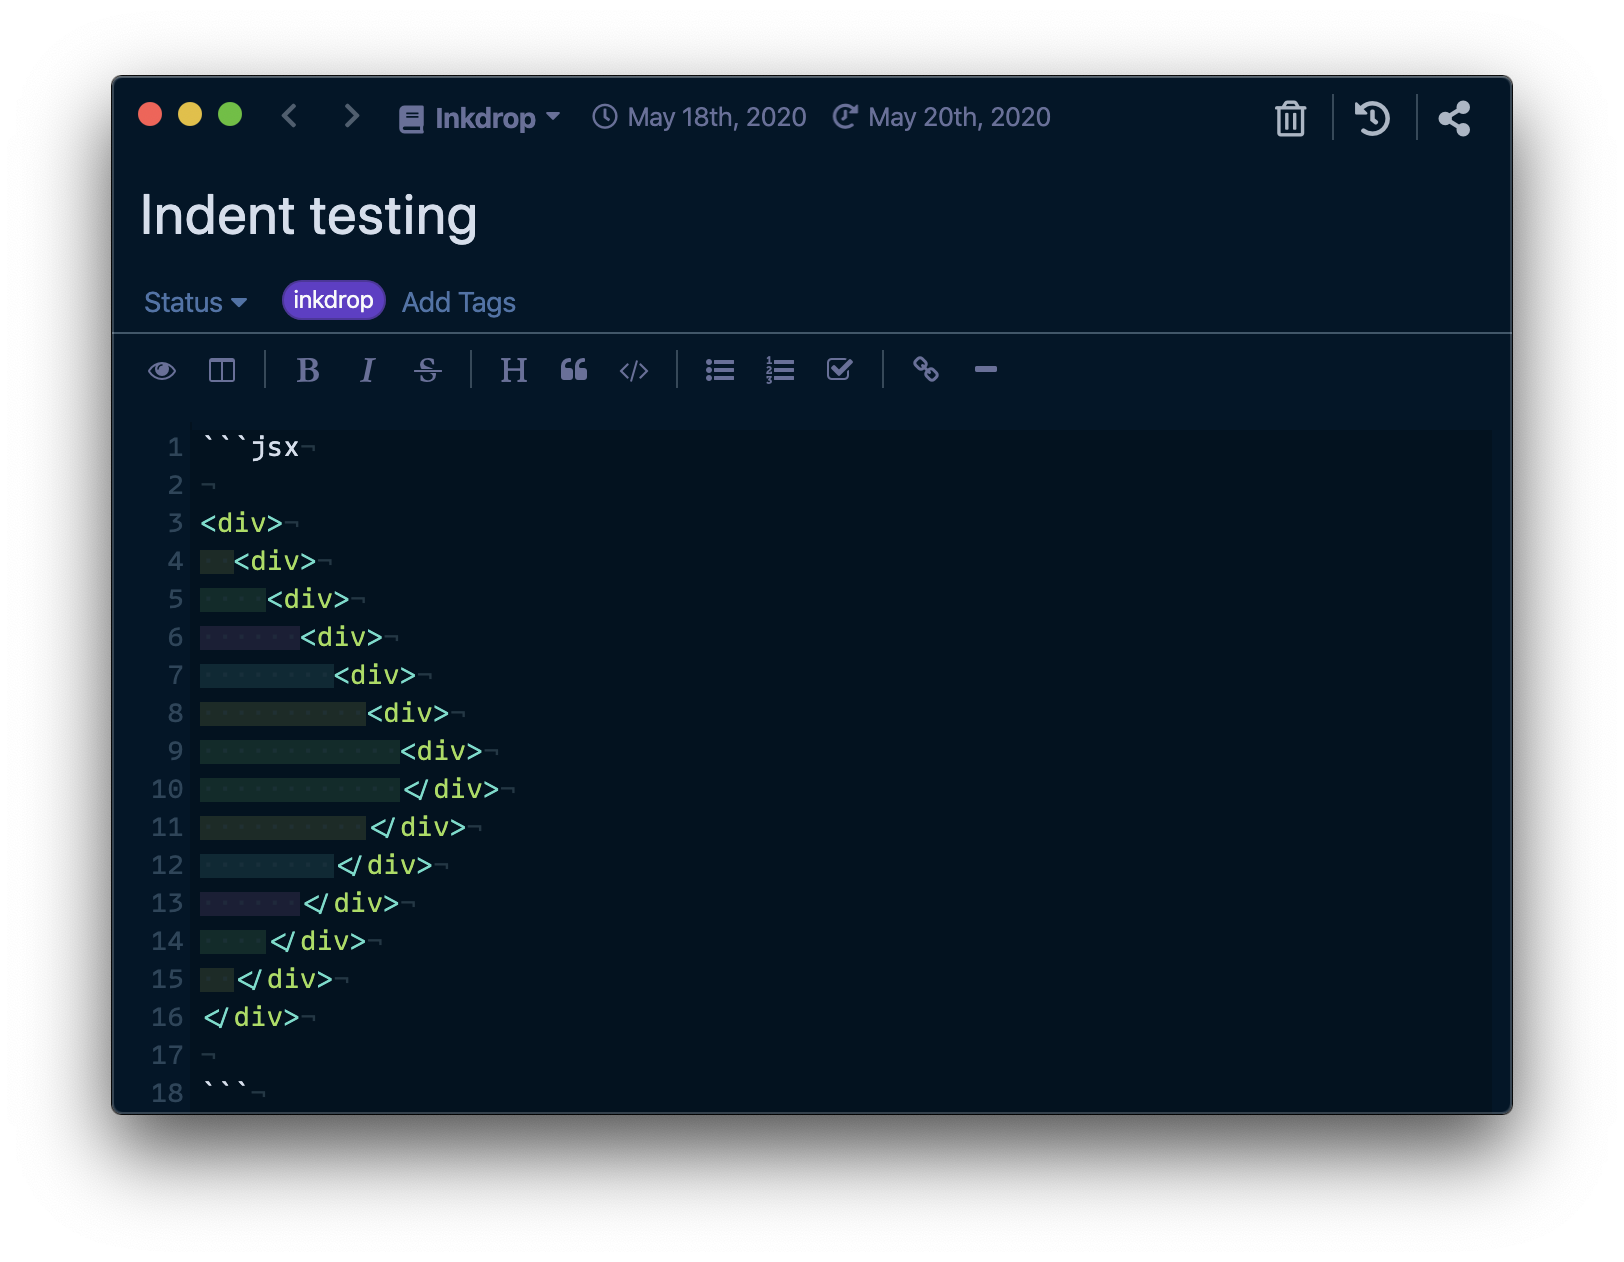 Inkdrop May 18th, 2020 May 20th, 2020
Indent testing
Status inkdrop Add Tags
B I S H </>
1 ```jsx¬
2 ¬
3 <div>¬
4 ··<div>¬
5 ····<div>¬
6 ······<div>¬
7 ········<div>¬
8 ··········<div>¬
9 ············<div>¬
10 ············</div>¬
11 ··········</div>¬
12 ········</div>¬
13 ······</div>¬
14 ····</div>¬
15 ··</div>¬
16 </div>¬
17 ¬
18 ```¬